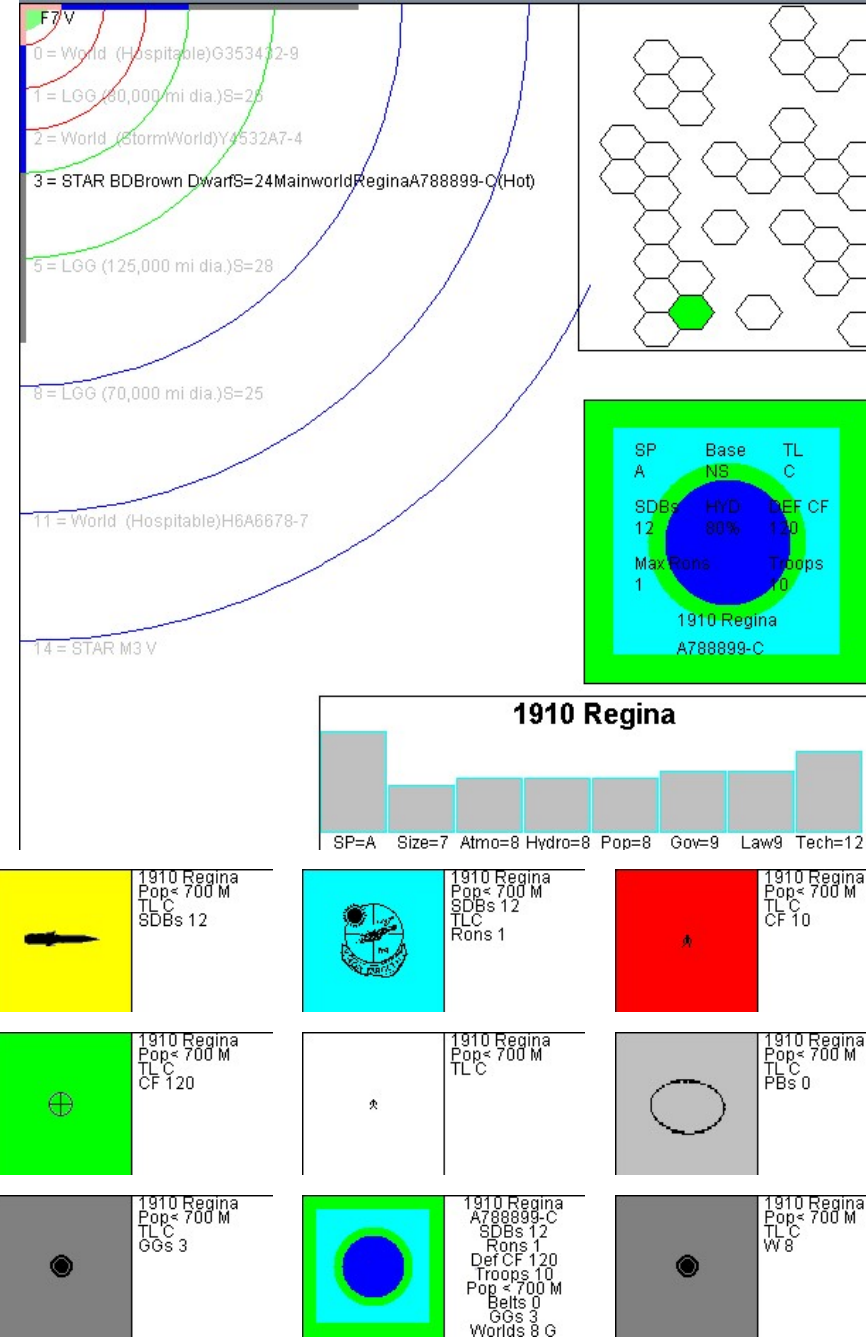 F7 V
0 = World (Hospitable)G353432-9
1 = LGG (80,000 mi dia.)S=26
2 = World (StormWorld)Y4532A7-4
3 = STAR BDBrown DwarfS=24MainworldReginaA788899-C(Hot)
5 = LGG (125,000 mi dia.)S=28
8 = LGG (70,000 mi dia.)S=25
11 = World (Hospitable)H6A6678-7
14 = STAR M3 V
SP Base TL
A NS C
SDBs HYD DEF CF
12 80% 120
Max Rons Troops
1 10
1910 Regina
A788899-C
1910 Regina
SP=A Size=7 Atmo=8 Hydro=8 Pop=8 Gov=9 Law9 Tech=12
1910 Regina
Pop< 700 M
TL C
SDBs 12
1910 Regina
Pop< 700 M
SDBs 12
TLC
Rons 1
1910 Regina
Pop< 700 M
TL C
CF 10
1910 Regina
Pop< 700 M
TL C
CF 120
1910 Regina
Pop< 700 M
TL C
1910 Regina
Pop< 700 M
TL C
PBs 0
1910 Regina
Pop< 700 M
TL C
GGs 3
1910 Regina
A788899-C
SDBs 12
Rons 1
Def CF 120
Troops 10
Pop < 700 M
Belts 0
GGs 3
Worlds 8 G
1910 Regina
Pop< 700 M
TL C
W 8